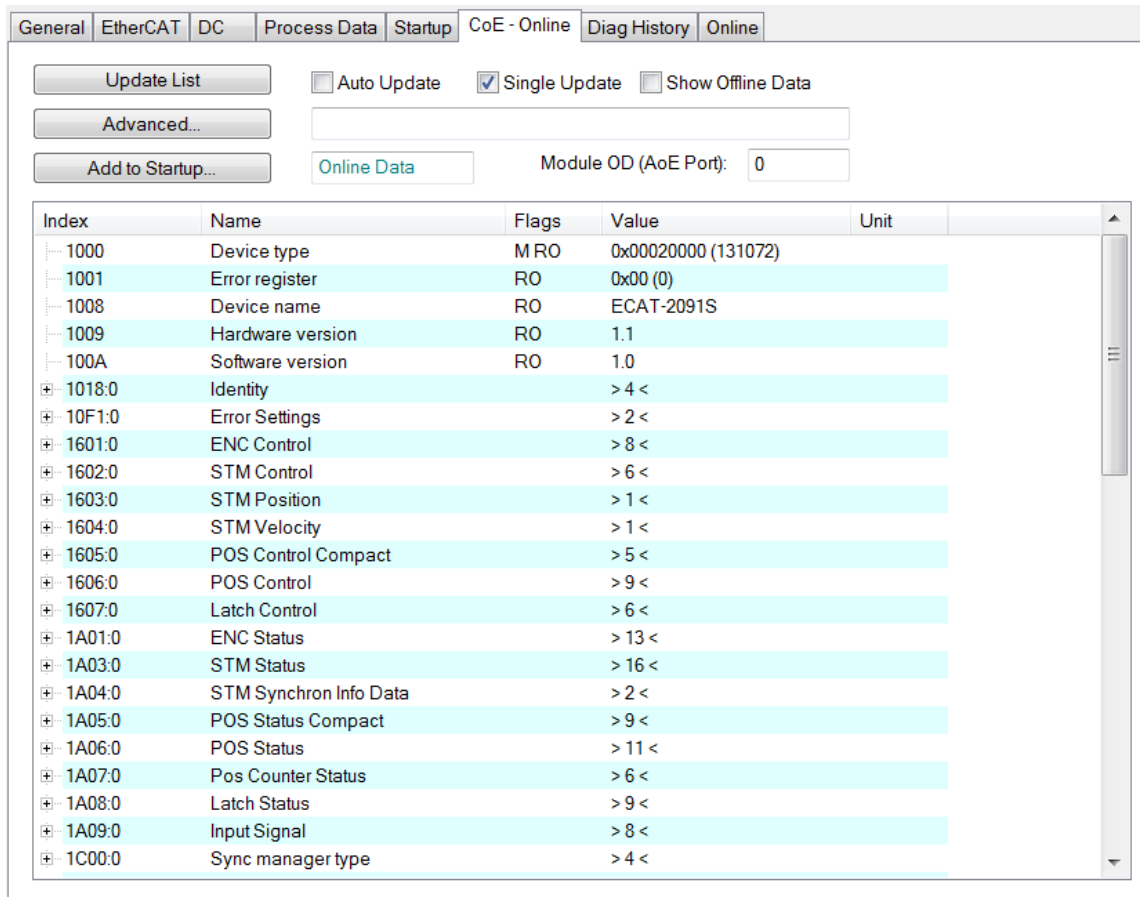 General EtherCAT DC Process Data Startup CoE - Online Diag History Online
Update List Auto Update Single Update Show Offline Data
Advanced...
Add to Startup... Online Data Module OD (AoE Port): 0
Index Name Flags Value Unit
1000 Device type M RO 0x00020000 (131072)
1001 Error register RO 0x00 (0)
1008 Device name RO ECAT-2091S
1009 Hardware version RO 1.1
100A Software version RO 1.0
1018:0 Identity > 4 <
10F1:0 Error Settings > 2 <
1601:0 ENC Control > 8 <
1602:0 STM Control > 6 <
1603:0 STM Position > 1 <
1604:0 STM Velocity > 1 <
1605:0 POS Control Compact > 5 <
1606:0 POS Control > 9 <
1607:0 Latch Control > 6 <
1A01:0 ENC Status > 13 <
1A03:0 STM Status > 16 <
1A04:0 STM Synchron Info Data > 2 <
1A05:0 POS Status Compact > 9 <
1A06:0 POS Status > 11 <
1A07:0 Pos Counter Status > 6 <
1A08:0 Latch Status > 9 <
1A09:0 Input Signal > 8 <
1C00:0 Sync manager type > 4 <